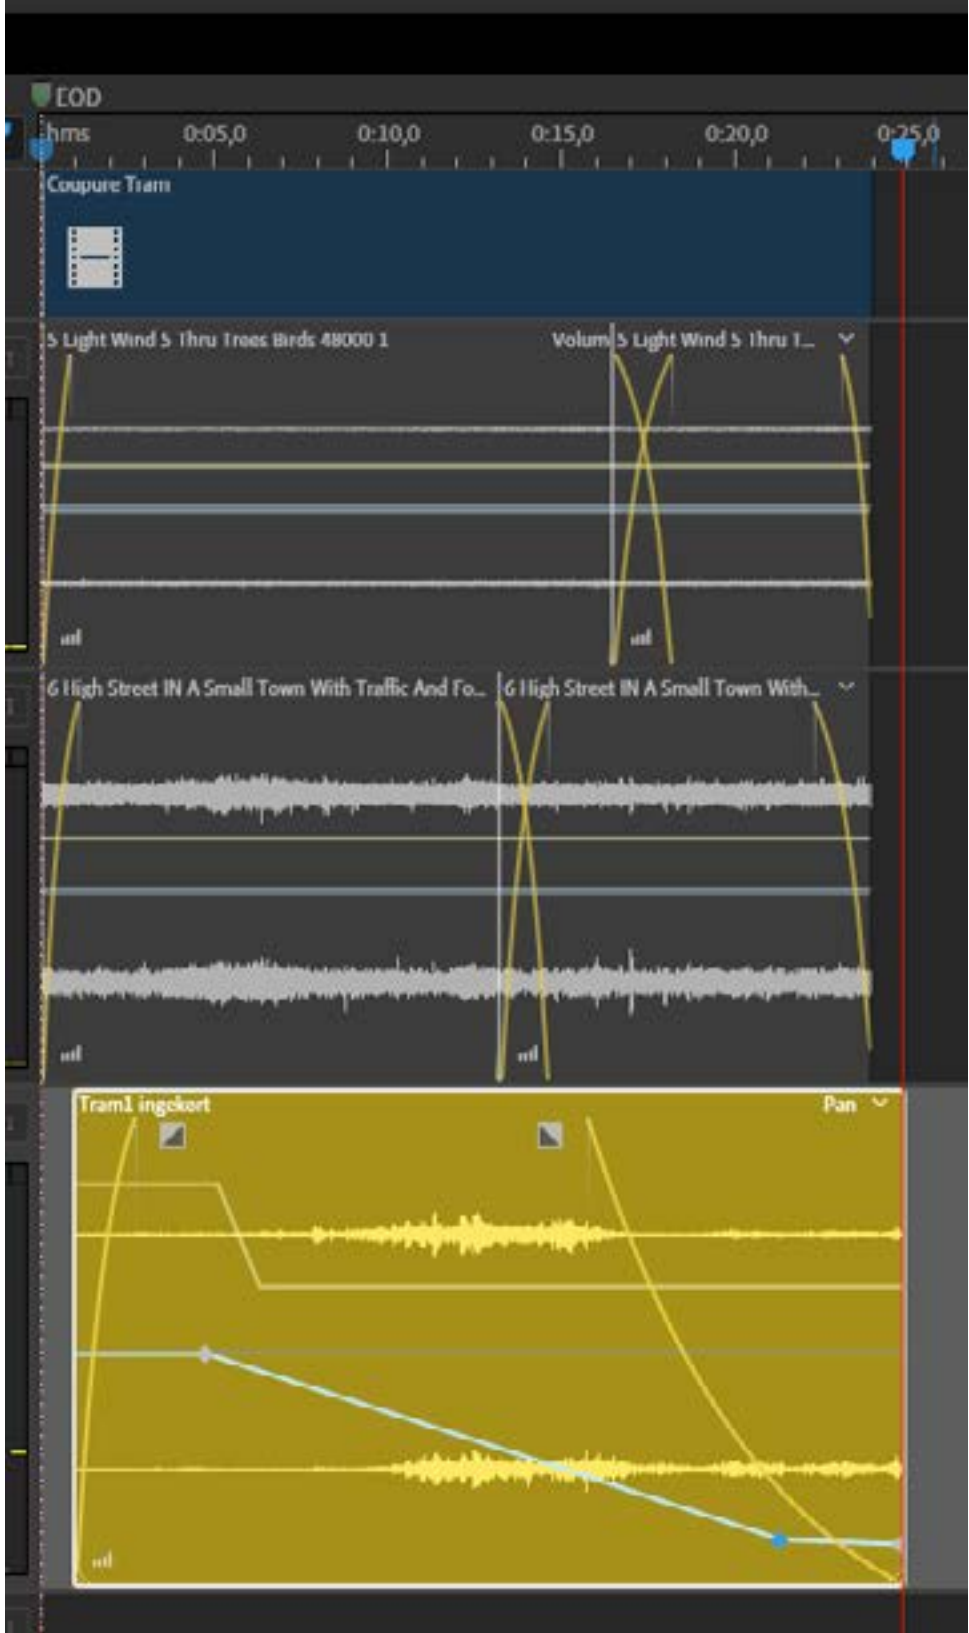 EOD
hms 0:05,0 0:10,0 0:15,0 0:20,0 0:25,0
Coupure Tram
5 Light Wind 5 Thru Trees Birds 48000 1 Volum 5 Light Wind 5 Thru T...
6 High Street IN A Small Town With Traffic And Fo... 6 High Street IN A Small Town With...
Tram1 ingekort Pan